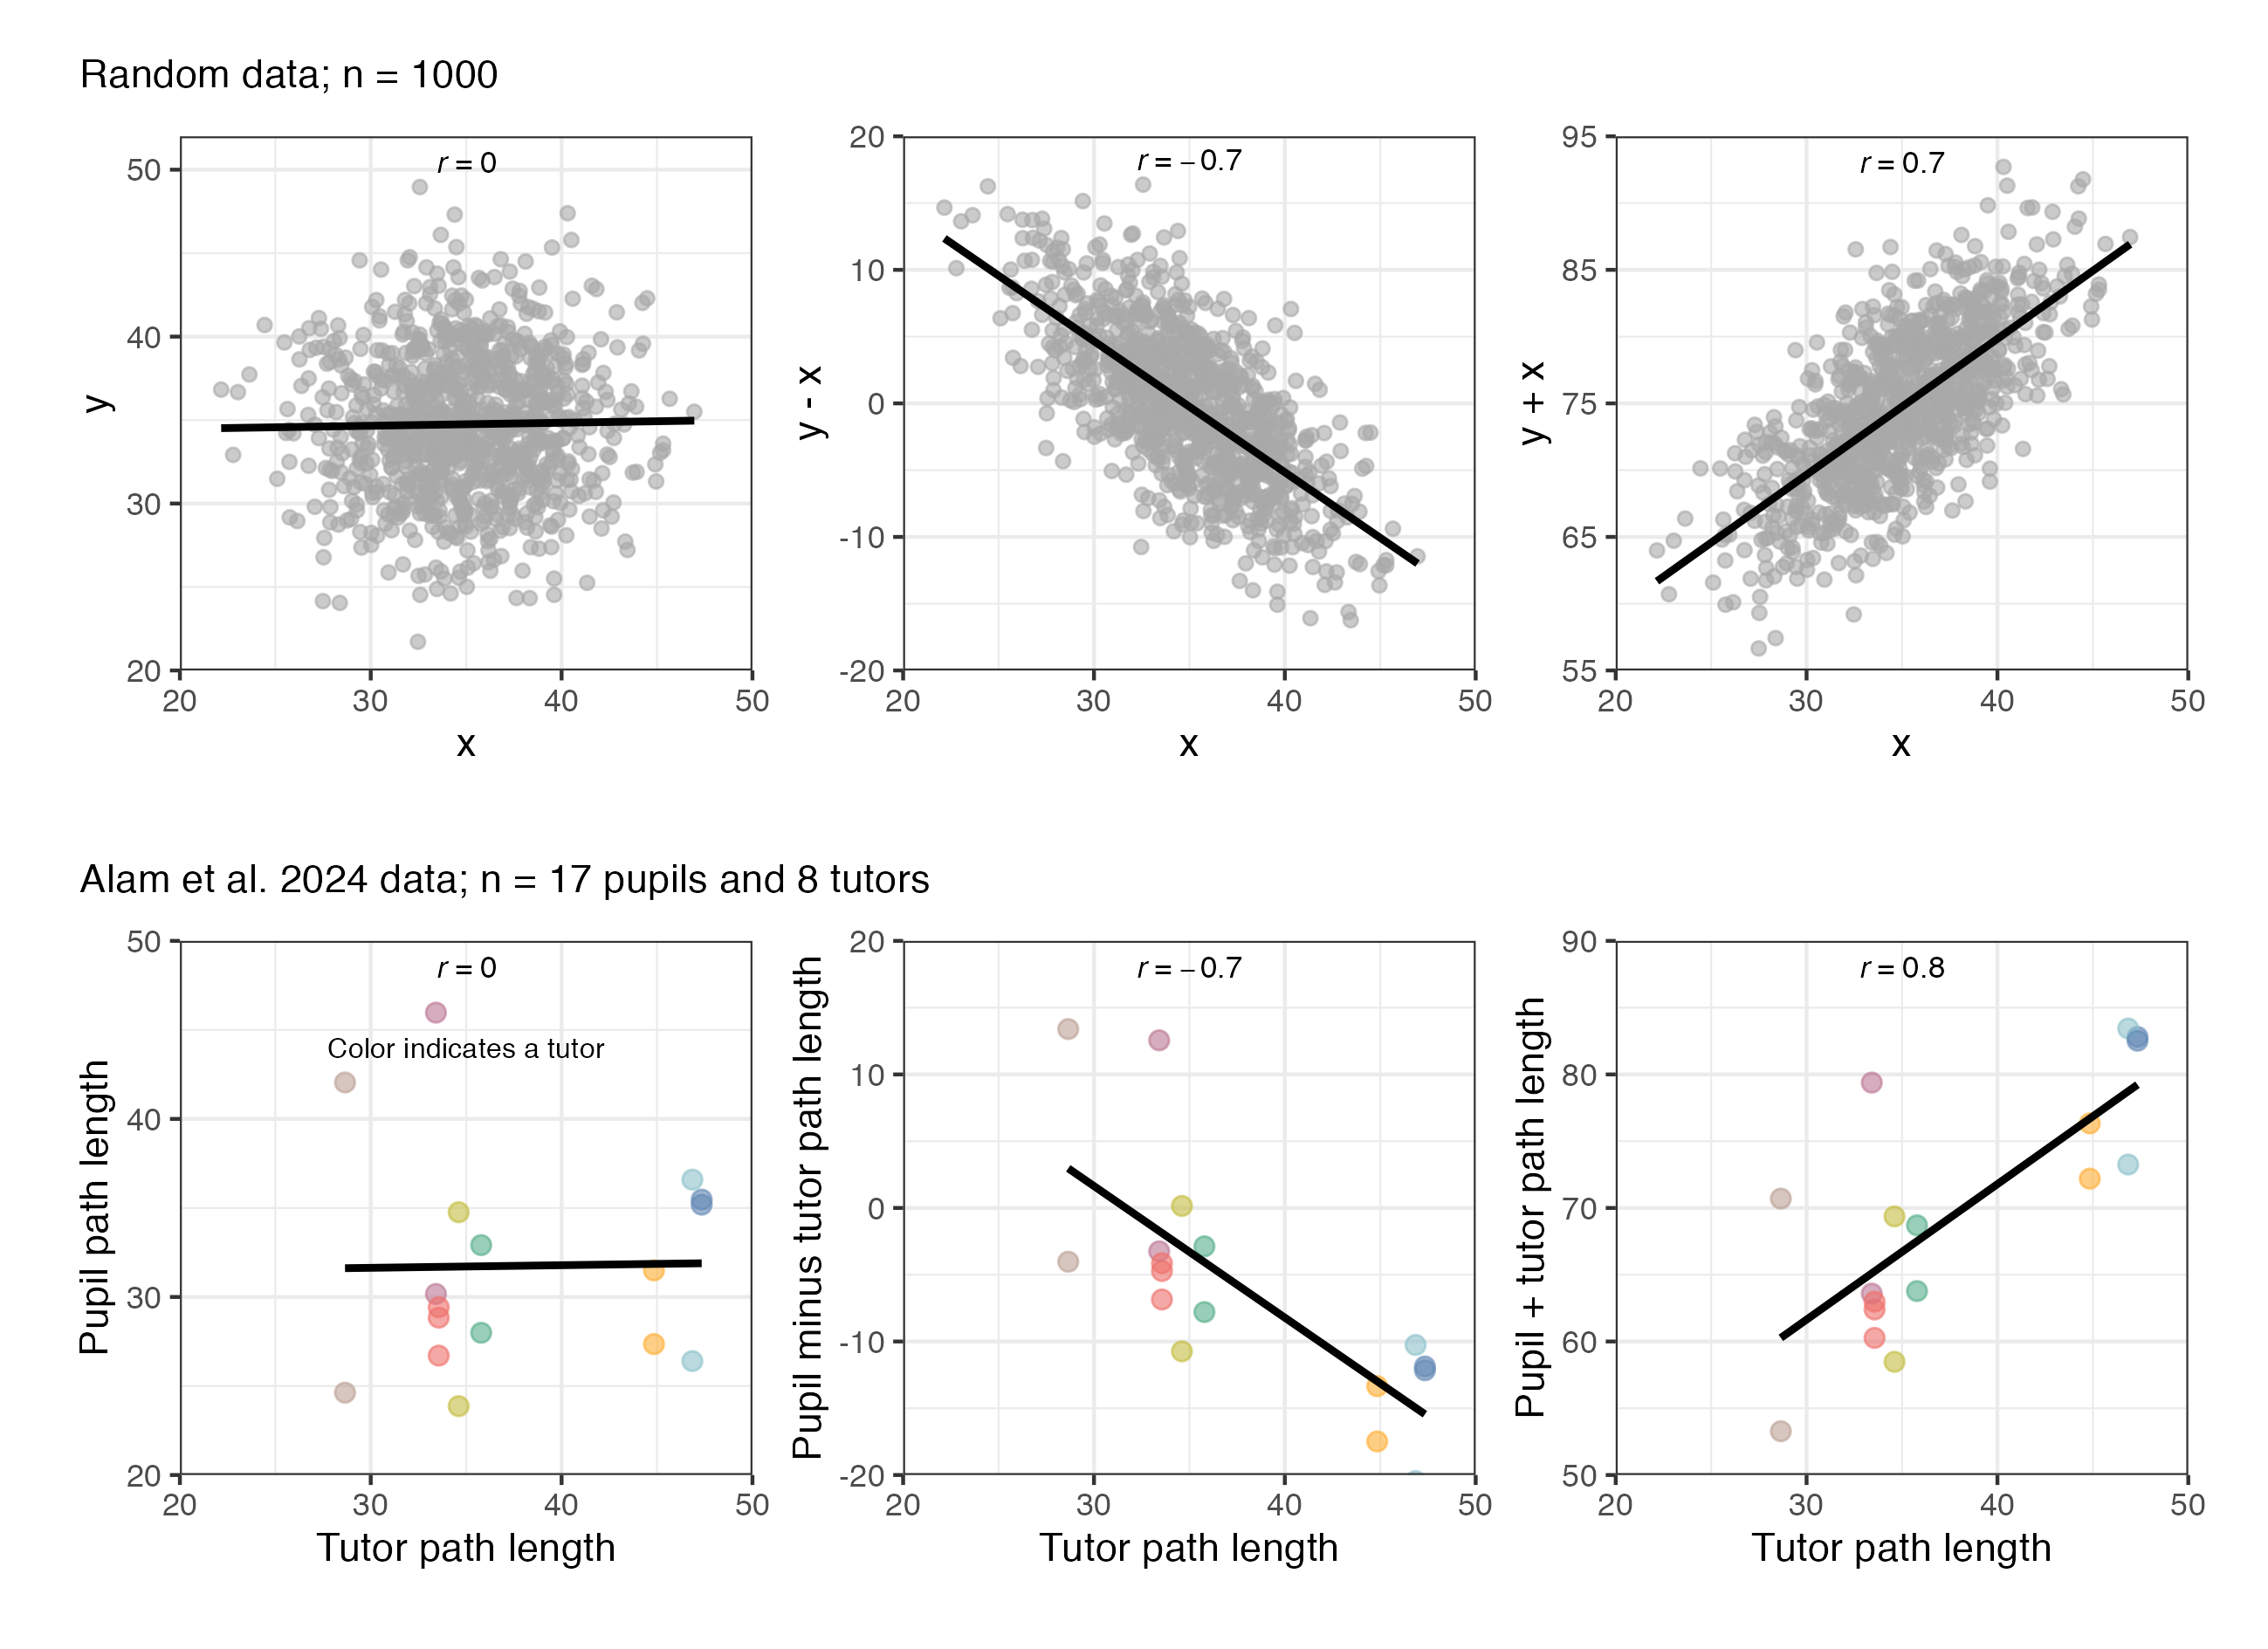 Random data; n = 1000
r = 0
50
40
30
20
y
20 30 40 50
x
r = −0.7
20
10
0
-10
-20
y - x
20 30 40 50
x
r = 0.7
95
85
75
65
55
y + x
20 30 40 50
x
Alam et al. 2024 data; n = 17 pupils and 8 tutors
r = 0
Color indicates a tutor
50
40
30
20
Pupil path length
20 30 40 50
Tutor path length
r = −0.7
20
10
0
-10
-20
Pupil minus tutor path length
20 30 40 50
Tutor path length
r = 0.8
90
80
70
60
50
Pupil + tutor path length
20 30 40 50
Tutor path length